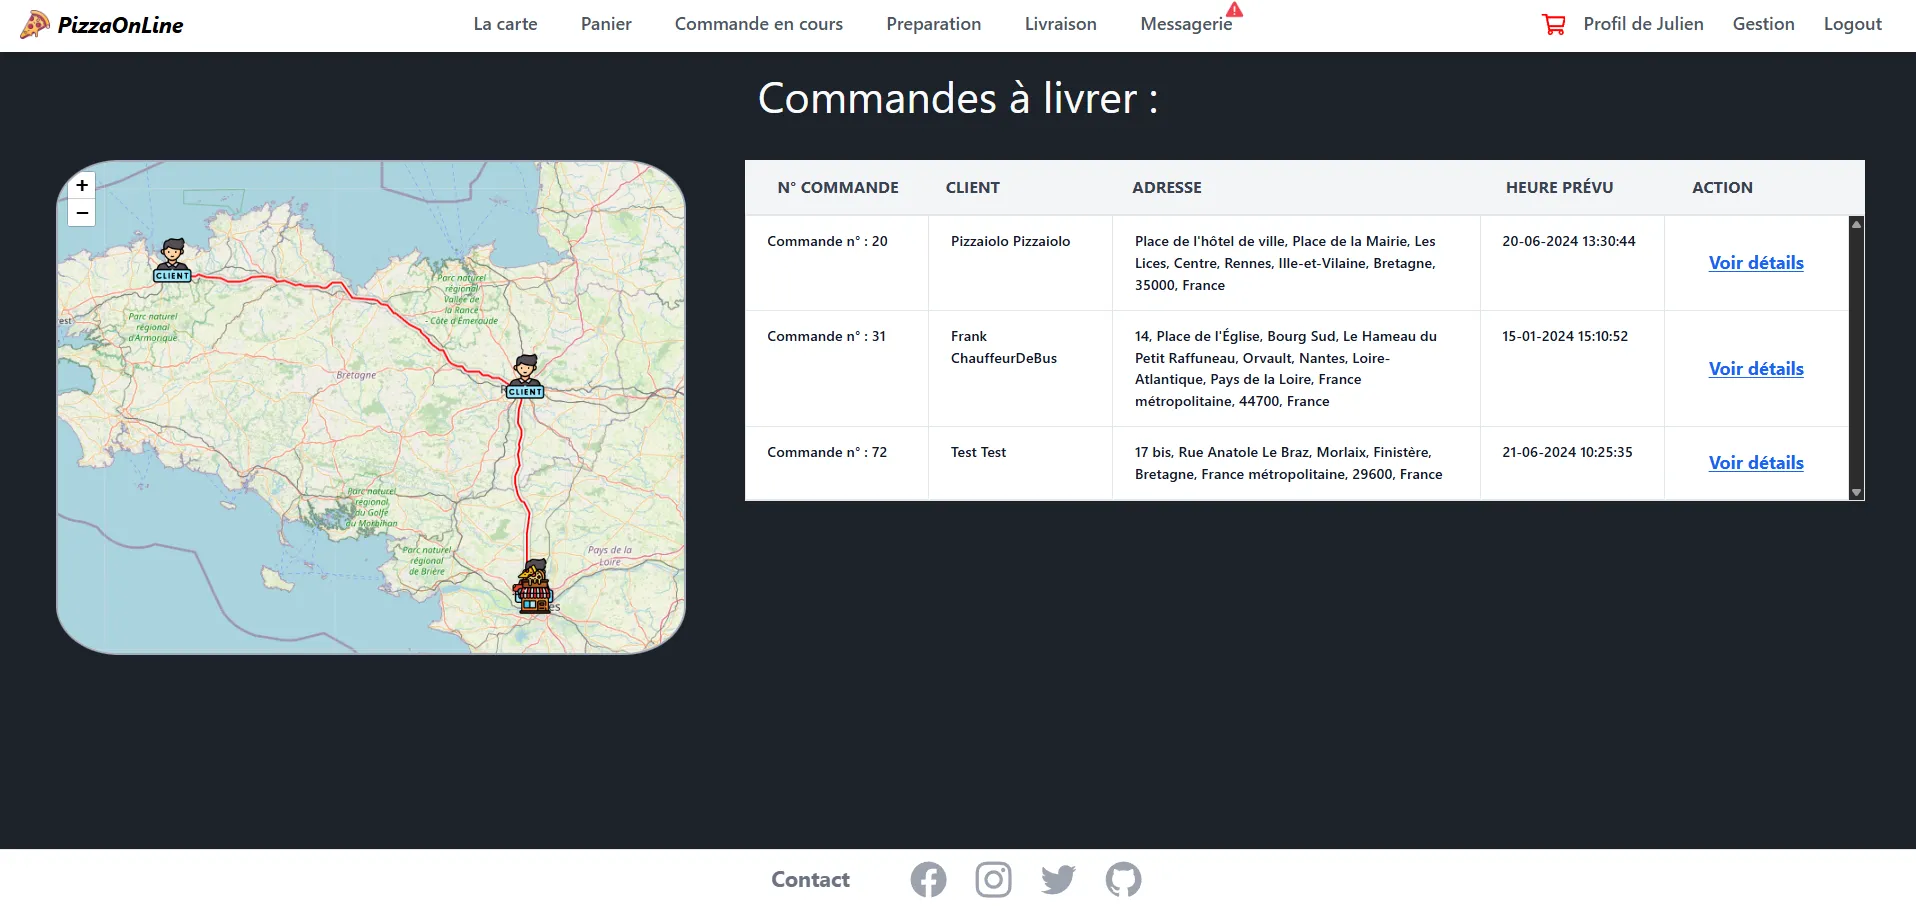 PizzaOnLine
La carte
Panier
Commande en cours
Preparation
Livraison
Messagerie
Profil de Julien
Gestion
Logout
Commandes à livrer :
+
−
CLIENT
Parc naturel
régional
d'Armorique
est
Parc naturel
régional
Vallée de
la Rance
- Côte d'Émeraude
Bretagne
CLIENT
Parc naturel
régional
du Golfe
du Morbihan
Parc naturel
régional
de Brière
Pays de la
Loire
es
N° COMMANDE
CLIENT
ADRESSE
HEURE PRÉVU
ACTION
Commande n° : 20
Pizzaiolo Pizzaiolo
Place de l'hôtel de ville, Place de la Mairie, Les
Lices, Centre, Rennes, Ille-et-Vilaine, Bretagne,
35000, France
20-06-2024 13:30:44
Voir détails
Commande n° : 31
Frank
ChauffeurDeBus
14, Place de l'Église, Bourg Sud, Le Hameau du
Petit Raffuneau, Orvault, Nantes, Loire-
Atlantique, Pays de la Loire, France
métropolitaine, 44700, France
15-01-2024 15:10:52
Voir détails
Commande n° : 72
Test Test
17 bis, Rue Anatole Le Braz, Morlaix, Finistère,
Bretagne, France métropolitaine, 29600, France
21-06-2024 10:25:35
Voir détails
Contact